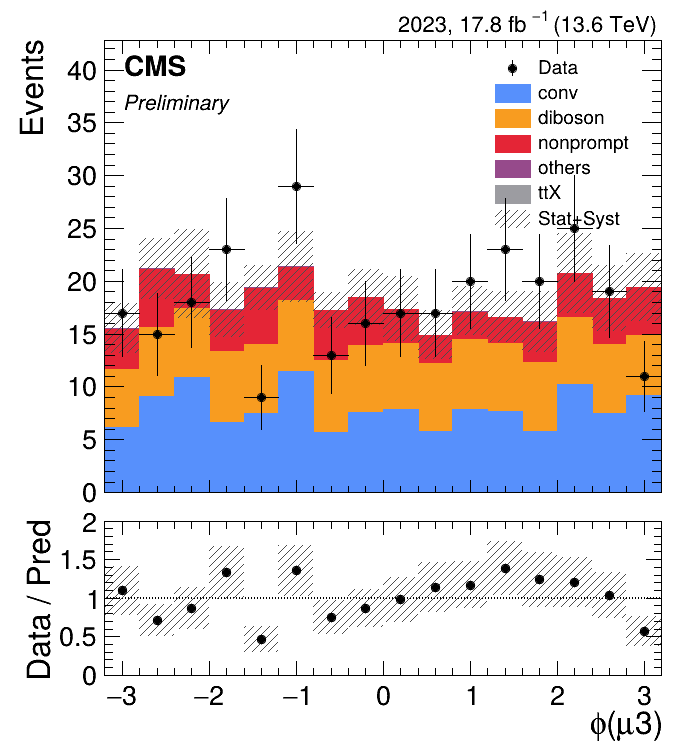 2023, 17.8 fb⁻¹ (13.6 TeV)
CMS
Preliminary
Events
40
35
30
25
20
15
10
5
0
Data
conv
diboson
nonprompt
others
ttX
Stat+Syst
Data / Pred
2
1.5
1
0.5
0
−3 −2 −1 0 1 2 3
ϕ(μ3)